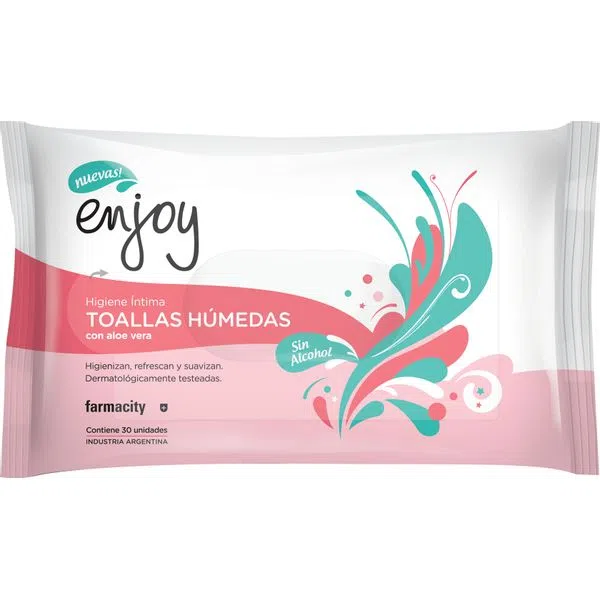 nuevas!
enjoy
Higiene Íntima
TOALLAS HÚMEDAS
con aloe vera
Sin
Alcohol
Higienizan, refrescan y suavizan.
Dermatológicamente testeadas.
farmacity
Contiene 30 unidades
INDUSTRIA ARGENTINA